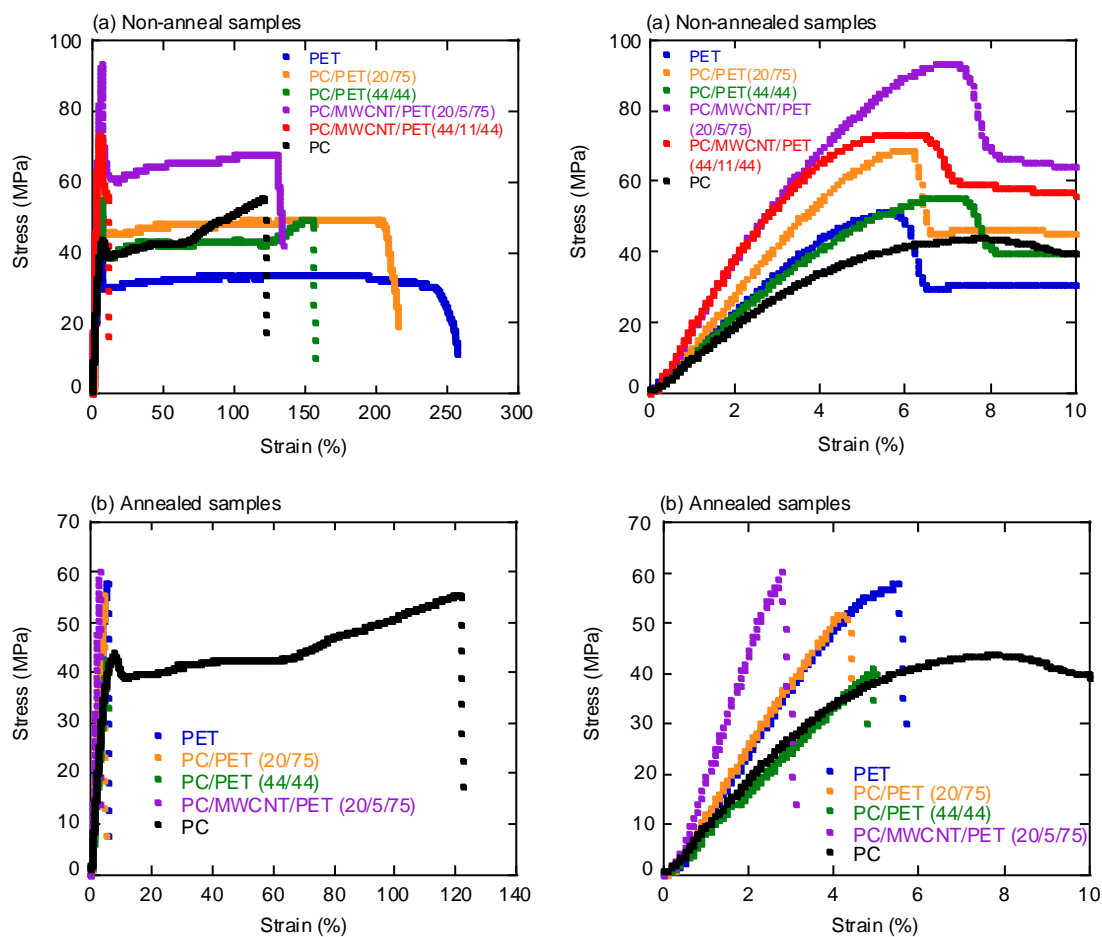 (a) Non-anneal samples
100
80
60
40
20
0
Stress (MPa)
PET
PC/PET(20/75)
PC/PET(44/44)
PC/MWCNT/PET(20/5/75)
PC/MWCNT/PET(44/11/44)
PC
0 50 100 150 200 250 300
Strain (%)
(a) Non-annealed samples
100
80
60
40
20
0
Stress (MPa)
PET
PC/PET(20/75)
PC/PET(44/44)
PC/MWCNT/PET
(20/5/75)
PC/MWCNT/PET
(44/11/44)
PC
0 2 4 6 8 10
Strain (%)
(b) Annealed samples
70
60
50
40
30
20
10
0
Stress (MPa)
PET
PC/PET (20/75)
PC/PET (44/44)
PC/MWCNT/PET (20/5/75)
PC
0 20 40 60 80 100 120 140
Strain (%)
(b) Annealed samples
70
60
50
40
30
20
10
0
Stress (MPa)
PET
PC/PET (20/75)
PC/PET (44/44)
PC/MWCNT/PET (20/5/75)
PC
0 2 4 6 8 10
Strain (%)